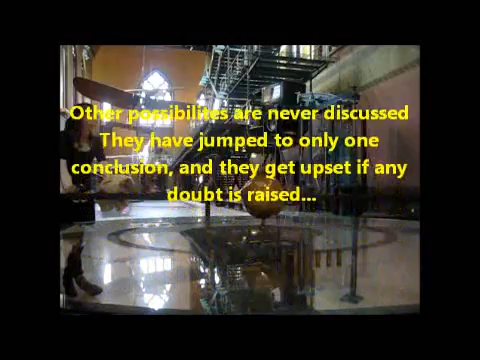 Other possibilites are never discussed
They have jumped to only one
conclusion, and they get upset if any
doubt is raised...